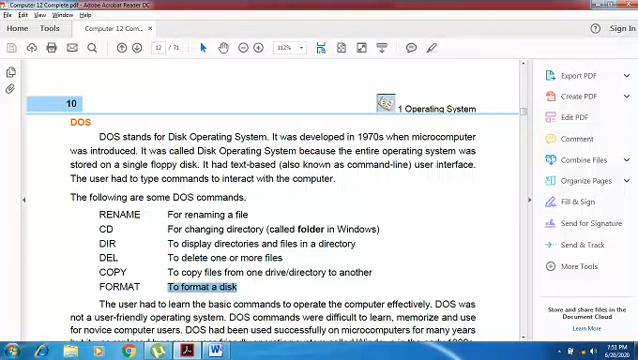 Computer 12 Complete.pdf - Adobe Acrobat Reader DC
File Edit View Window Help
Home Tools Computer 12 Com... × Sign In
12 / 71 112%
10 1 Operating System
DOS
DOS stands for Disk Operating System. It was developed in 1970s when microcomputer
was introduced. It was called Disk Operating System because the entire operating system was
stored on a single floppy disk. It had text-based (also known as command-line) user interface.
The user had to type commands to interact with the computer.
The following are some DOS commands.
RENAME For renaming a file
CD For changing directory (called folder in Windows)
DIR To display directories and files in a directory
DEL To delete one or more files
COPY To copy files from one drive/directory to another
FORMAT To format a disk
The user had to learn the basic commands to operate the computer effectively. DOS was
not a user-friendly operating system. DOS commands were difficult to learn, memorize and use
for novice computer users. DOS had been used successfully on microcomputers for many years
Export PDF
Create PDF
Edit PDF
Comment
Combine Files
Organize Pages
Fill & Sign
Send for Signature
Send & Track
More Tools
Store and share files in the
Document Cloud
Learn More
7:51 PM